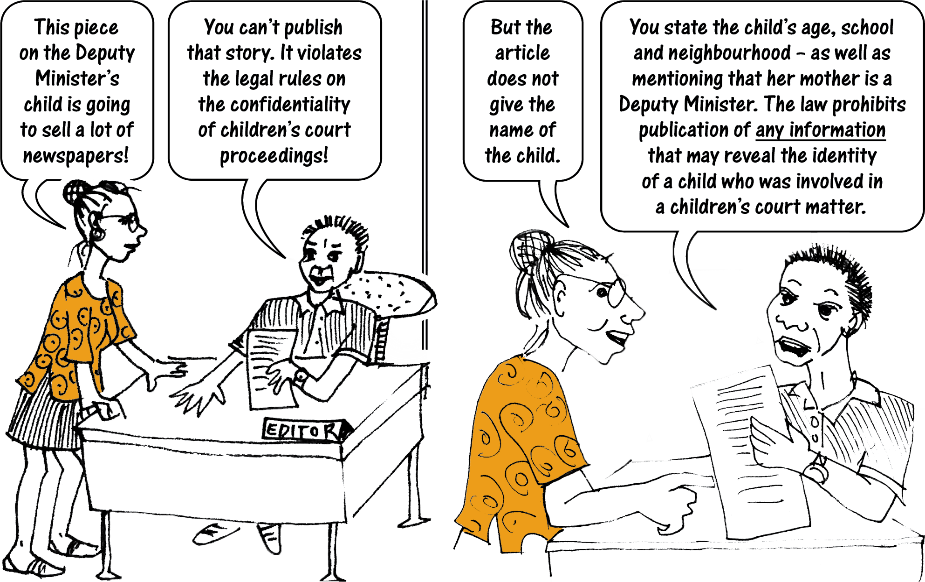 This piece
on the Deputy
Minister’s
child is going
to sell a lot of
newspapers!
You can’t publish
that story. It violates
the legal rules on
the confidentiality
of children’s court
proceedings!
EDITOR
But the
article
does not
give the
name of
the child.
You state the child’s age, school
and neighbourhood – as well as
mentioning that her mother is a
Deputy Minister. The law prohibits
publication of any information
that may reveal the identity
of a child who was involved in
a children’s court matter.